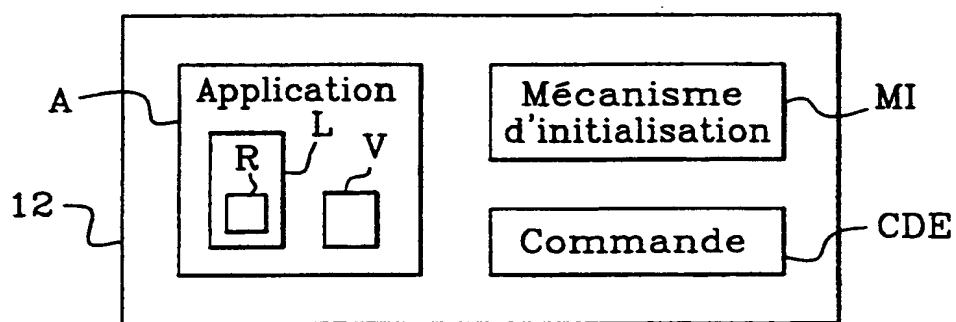 A
Application
L
R
V
12
Mécanisme
d'initialisation
MI
Commande
CDE